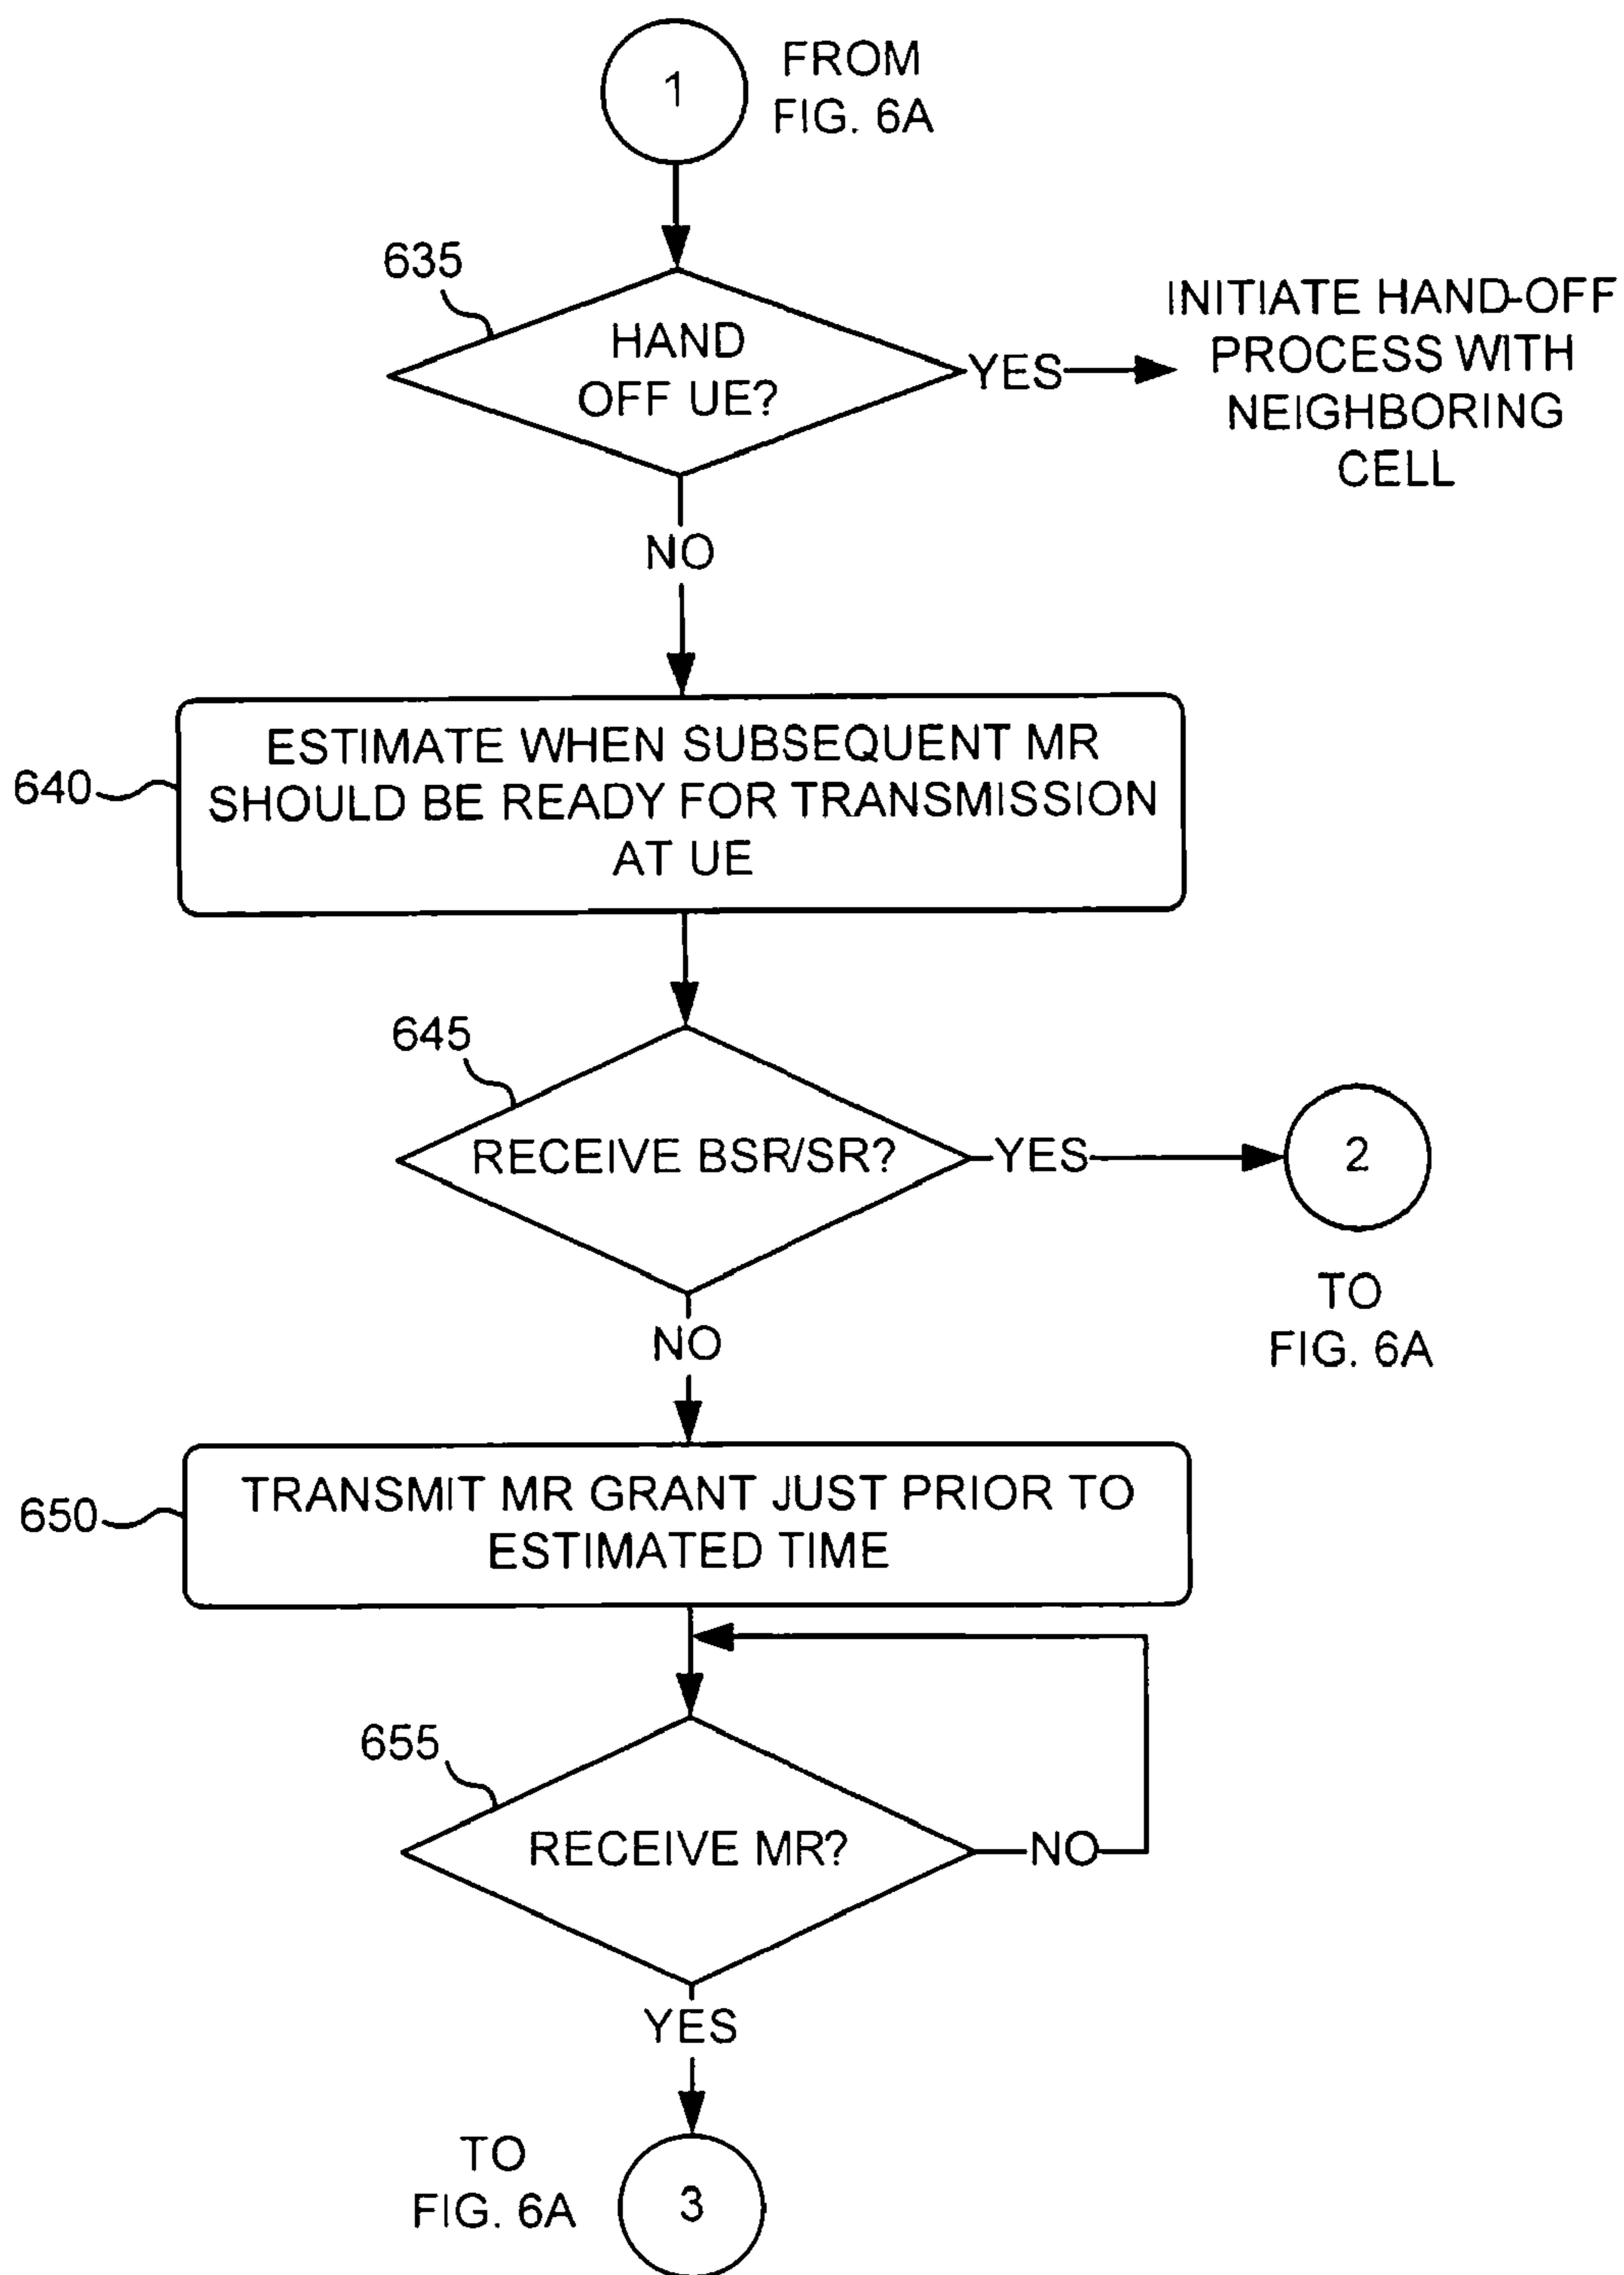 1
FROM
FIG. 6A
635
HAND
OFF UE?
YES
INITIATE HAND-OFF
PROCESS WITH
NEIGHBORING
CELL
NO
640
ESTIMATE WHEN SUBSEQUENT MR
SHOULD BE READY FOR TRANSMISSION
AT UE
645
RECEIVE BSR/SR?
YES
2
TO
FIG. 6A
NO
650
TRANSMIT MR GRANT JUST PRIOR TO
ESTIMATED TIME
655
RECEIVE MR?
NO
YES
TO
FIG. 6A
3